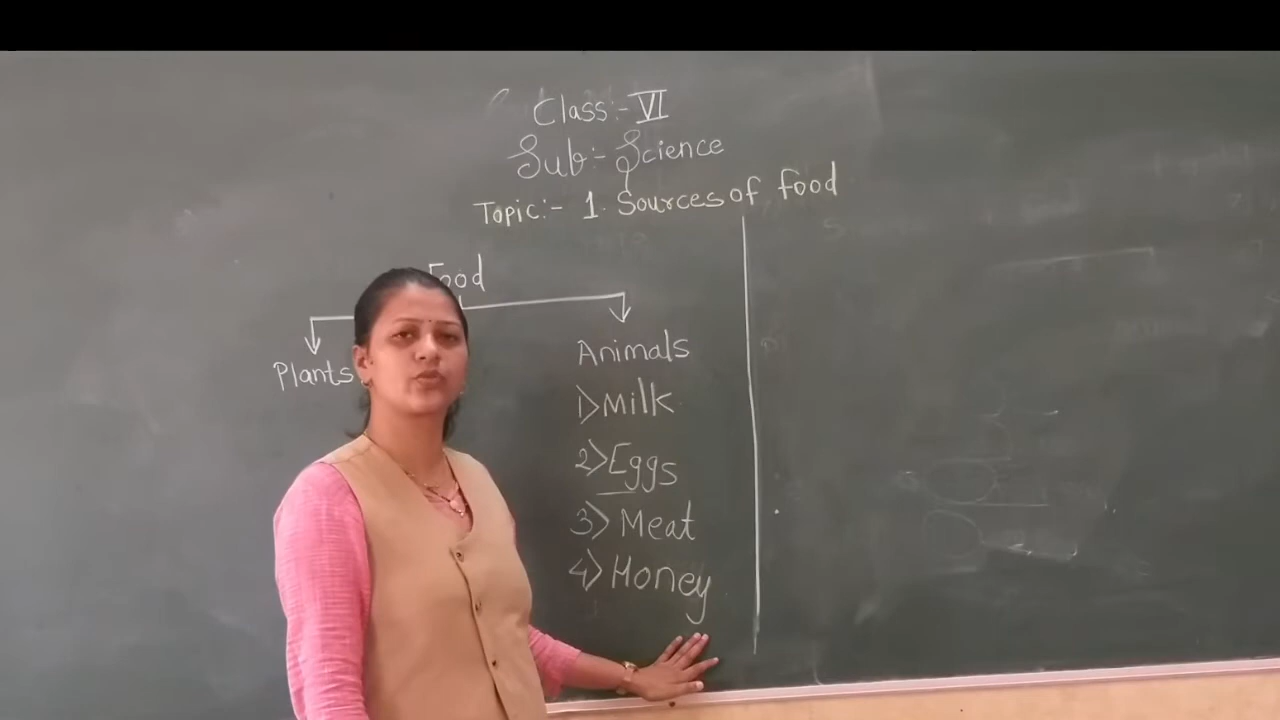 Class:- VI
Sub:- Science
Topic:- 1. Sources of food
Food
Plants
Animals
1> Milk
2> Eggs
3> Meat
4> Honey